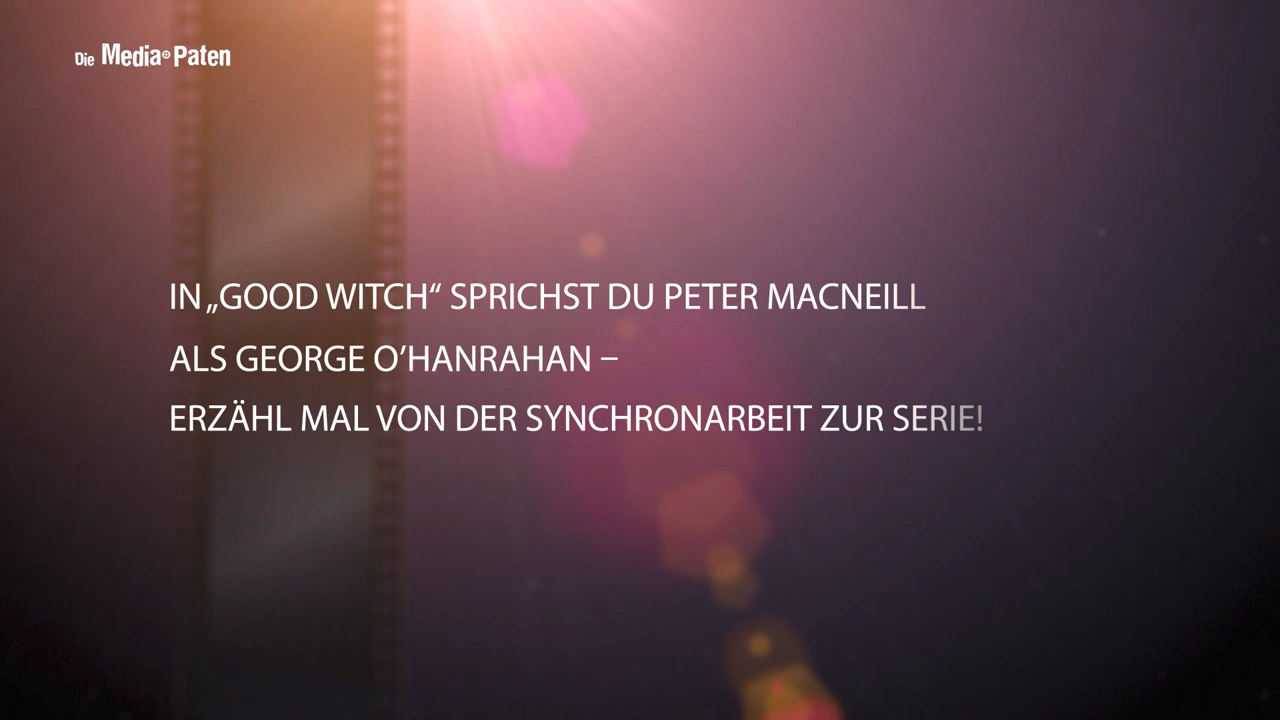 Die Media Paten
IN „GOOD WITCH“ SPRICHST DU PETER MACNEILL
ALS GEORGE O’HANRAHAN –
ERZÄHL MAL VON DER SYNCHRONARBEIT ZUR SERIE!